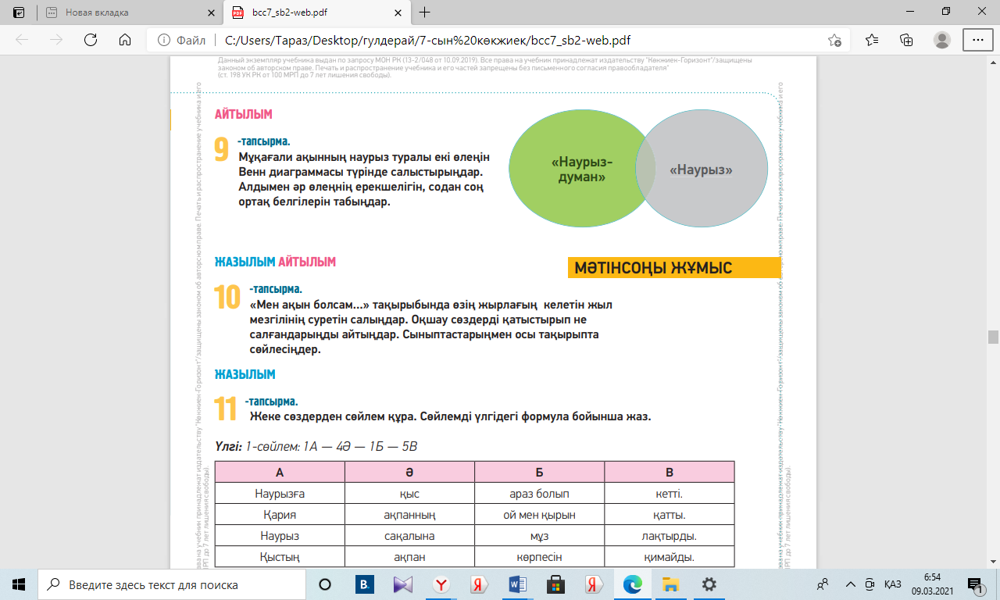 Новая вкладка
bcc7_sb2-web.pdf
Файл
C:/Users/Тараз/Desktop/гулдерай/7-сын%20көкжиек/bcc7_sb2-web.pdf
Данный экземпляр учебника выдан по запросу МОН РК (13-2/048 от 10.09.2019). Все права на учебник принадлежат издательству "Көкжиек-Горизонт"/защищены
законом об авторском праве. Печать и распространение учебника и его частей запрещены без письменного согласия правообладателя"
(ст. 198 УК РК от 100 МРП до 7 лет лишения свободы).
АЙТЫЛЫМ
9 -тапсырма.
Мұқағали ақынның наурыз туралы екі өлеңін
Венн диаграммасы түрінде салыстырыңдар.
Алдымен әр өлеңнің ерекшелігін, содан соң
ортақ белгілерін табыңдар.
«Наурыз-
думан»
«Наурыз»
ЖАЗЫЛЫМ АЙТЫЛЫМ
МӘТІНСОҢЫ ЖҰМЫС
10 -тапсырма.
«Мен ақын болсам...» тақырыбында өзің жырлағың келетін жыл
мезгілінің суретін салыңдар. Оқшау сөздерді қатыстырып не
салғандарыңды айтыңдар. Сыныптастарыңмен осы тақырыпта
сөйлесіңдер.
ЖАЗЫЛЫМ
11 -тапсырма.
Жеке сөздерден сөйлем құра. Сөйлемді үлгідегі формула бойынша жаз.
Үлгі: 1-сөйлем. 1А — 4Ә — 1Б — 5В
А Ә Б В
Наурызға қыс араз болып кетті.
Қария ақпанның ой мен қырын қатты.
Наурыз сақалына мұз лақтырды.
Қыстың ақпан көрпесін қимайды.
Введите здесь текст для поиска
ҚАЗ
6:54
09.03.2021